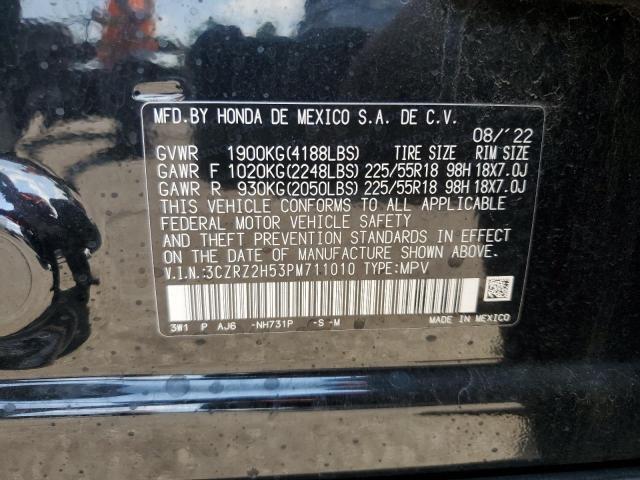 MFD.BY HONDA DE MEXICO S.A. DE C.V.
08/'22
GVWR 1900KG(4188LBS) TIRE SIZE RIM SIZE
GAWR F 1020KG(2248LBS) 225/55R18 98H 18X7.0J
GAWR R 930KG(2050LBS) 225/55R18 98H 18X7.0J
THIS VEHICLE CONFORMS TO ALL APPLICABLE
FEDERAL MOTOR VEHICLE SAFETY
AND THEFT PREVENTION STANDARDS IN EFFECT
ON THE DATE OF MANUFACTURE SHOWN ABOVE.
V.I.N.:3CZRZ2H53PM711010 TYPE:MPV
3W1 P AJ6 -NH731P -S -M MADE IN MEXICO